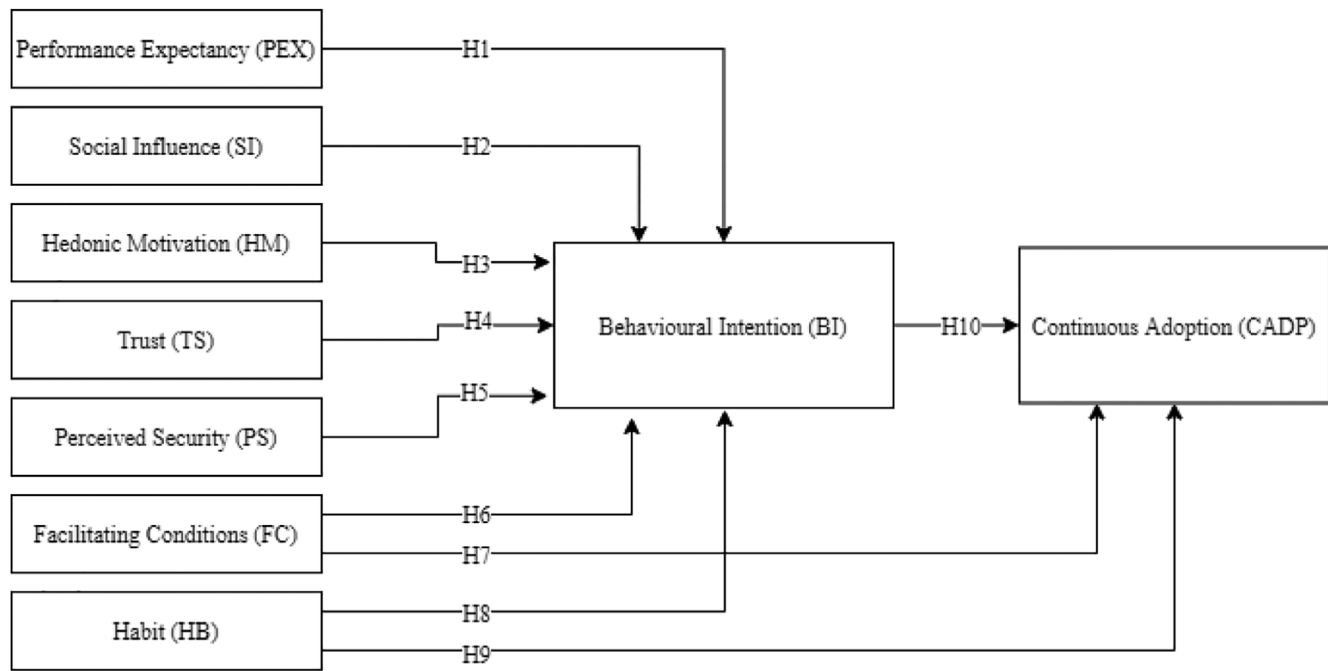 Performance Expectancy (PEX)
H1
Social Influence (SI)
H2
Hedonic Motivation (HM)
H3
Trust (TS)
H4
Behavioural Intention (BI)
H10
Continuous Adoption (CADP)
Perceived Security (PS)
H5
Facilitating Conditions (FC)
H6
H7
Habit (HB)
H8
H9